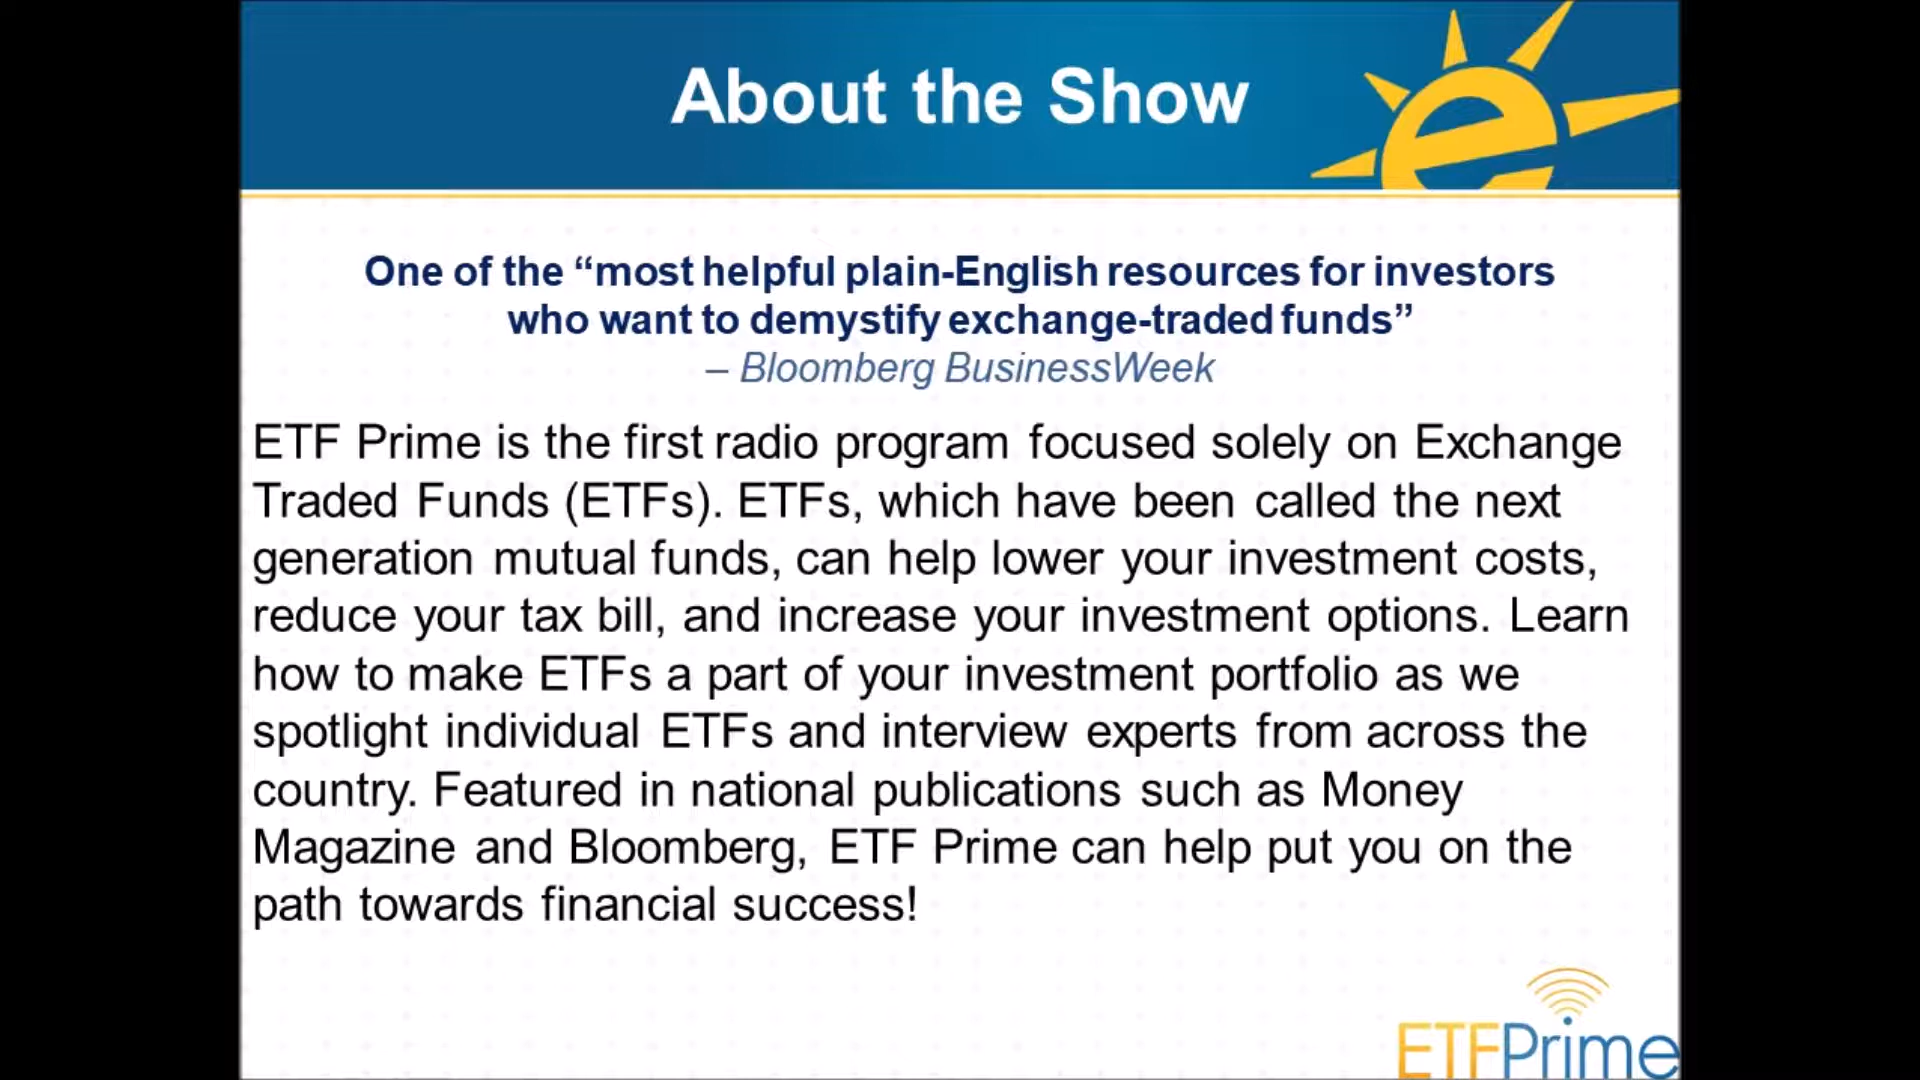 About the Show
One of the “most helpful plain-English resources for investors
who want to demystify exchange-traded funds”
– Bloomberg BusinessWeek
ETF Prime is the first radio program focused solely on Exchange
Traded Funds (ETFs). ETFs, which have been called the next
generation mutual funds, can help lower your investment costs,
reduce your tax bill, and increase your investment options. Learn
how to make ETFs a part of your investment portfolio as we
spotlight individual ETFs and interview experts from across the
country. Featured in national publications such as Money
Magazine and Bloomberg, ETF Prime can help put you on the
path towards financial success!
ETFPrime